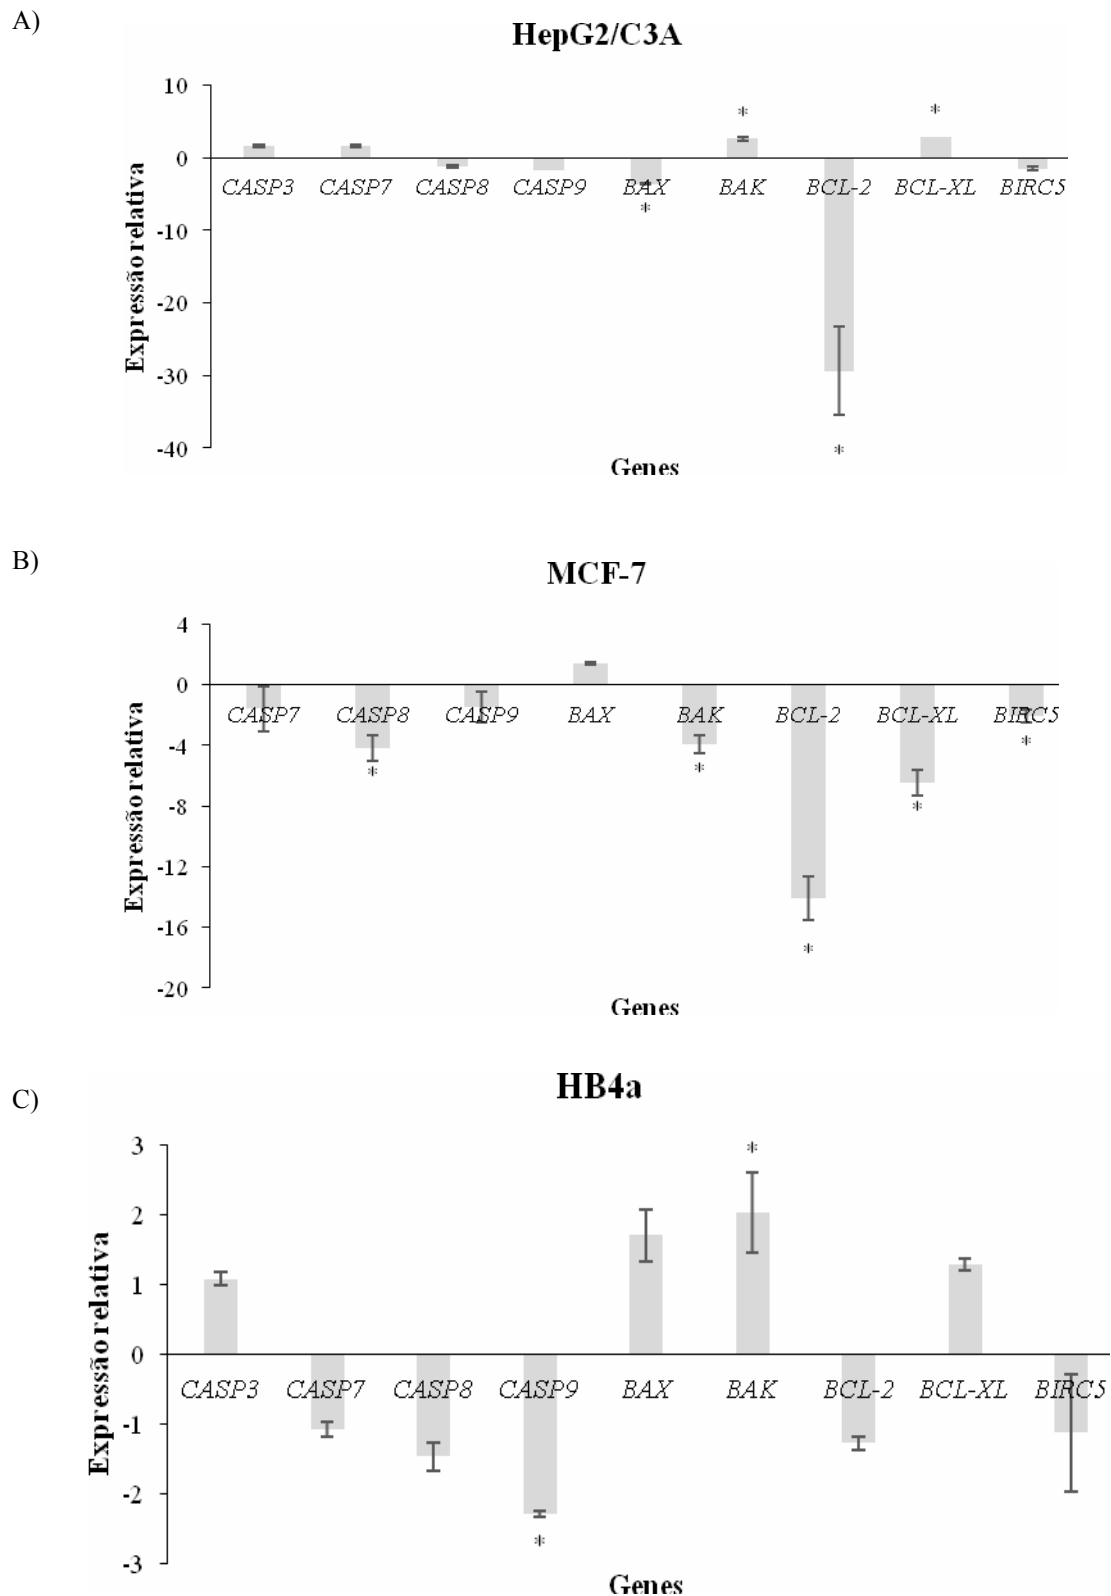 A)
HepG2/C3A
Expressão relativa
10
0
-10
-20
-30
-40
CASP3 CASP7 CASP8 CASP9 BAX BAK BCL-2 BCL-XL BIRC5
* * * *
Genes
B)
MCF-7
Expressão relativa
4
0
-4
-8
-12
-16
-20
CASP7 CASP8 CASP9 BAX BAK BCL-2 BCL-XL BIRC5
* * * * *
Genes
C)
HB4a
Expressão relativa
3
2
1
0
-1
-2
-3
CASP3 CASP7 CASP8 CASP9 BAX BAK BCL-2 BCL-XL BIRC5
* *
Genes